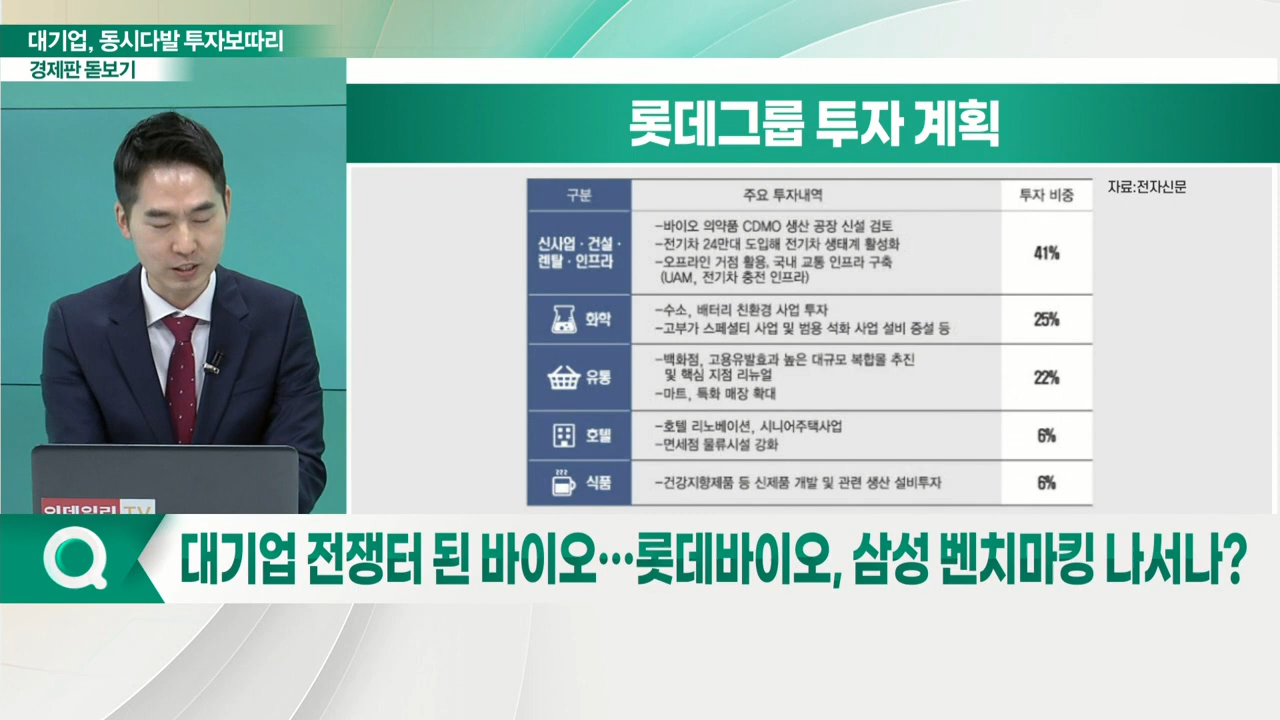 대기업, 동시다발 투자보따리
경제판 돋보기
롯데그룹 투자 계획
자료:전자신문
구분 주요 투자내역 투자 비중
신사업·건설·
렌탈·인프라
-바이오 의약품 CDMO 생산 공장 신설 검토
-전기차 24만대 도입해 전기차 생태계 활성화
-오프라인 거점 활용, 국내 교통 인프라 구축
(UAM, 전기차 충전 인프라)
41%
화학
-수소, 배터리 친환경 사업 투자
-고부가 스페셜티 사업 및 범용 석화 사업 설비 증설 등
25%
유통
-백화점, 고용유발효과 높은 대규모 복합몰 추진
및 핵심 지점 리뉴얼
-마트, 특화 매장 확대
22%
호텔
-호텔 리노베이션, 시니어주택사업
-면세점 물류시설 강화
6%
식품
-건강지향제품 등 신제품 개발 및 관련 생산 설비투자
6%
이데일리 TV
대기업 전쟁터 된 바이오…롯데바이오, 삼성 벤치마킹 나서나?